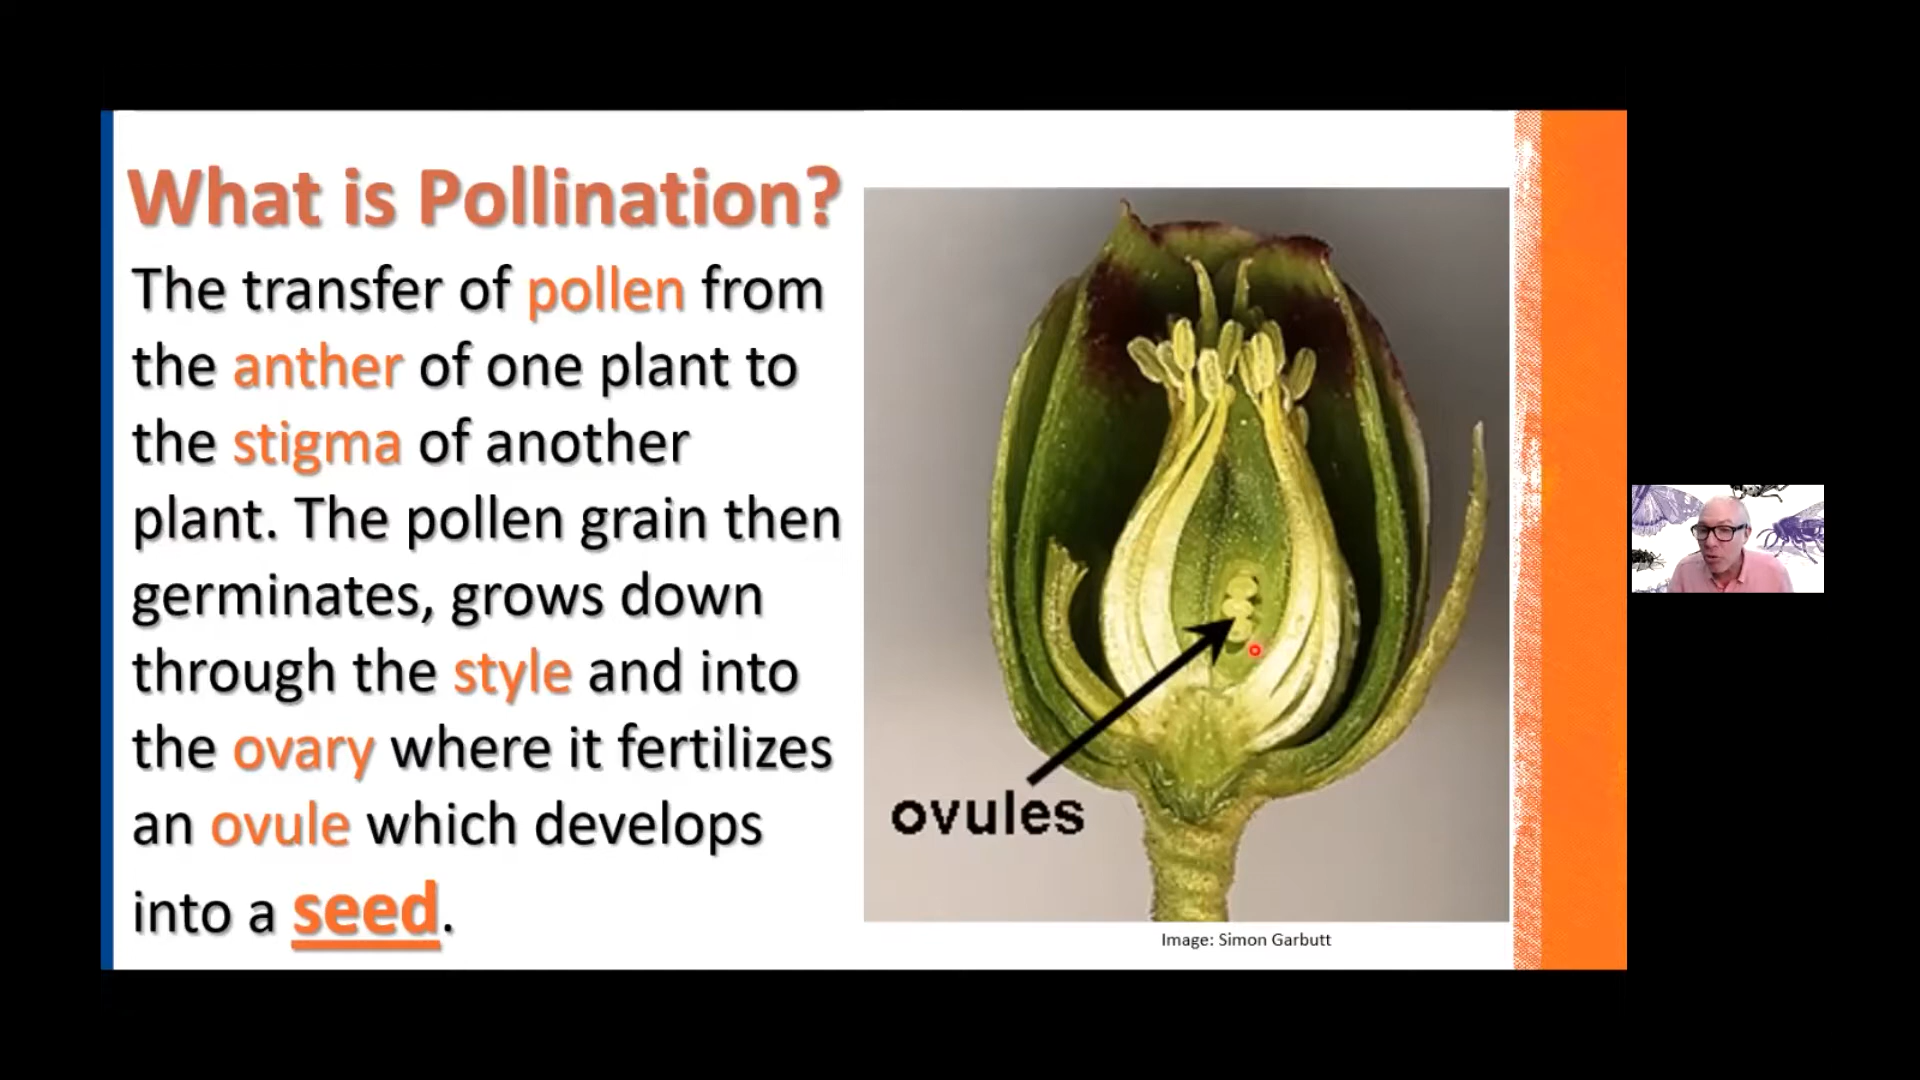 What is Pollination?
The transfer of pollen from
the anther of one plant to
the stigma of another
plant. The pollen grain then
germinates, grows down
through the style and into
the ovary where it fertilizes
an ovule which develops
into a seed.
ovules
Image: Simon Garbutt